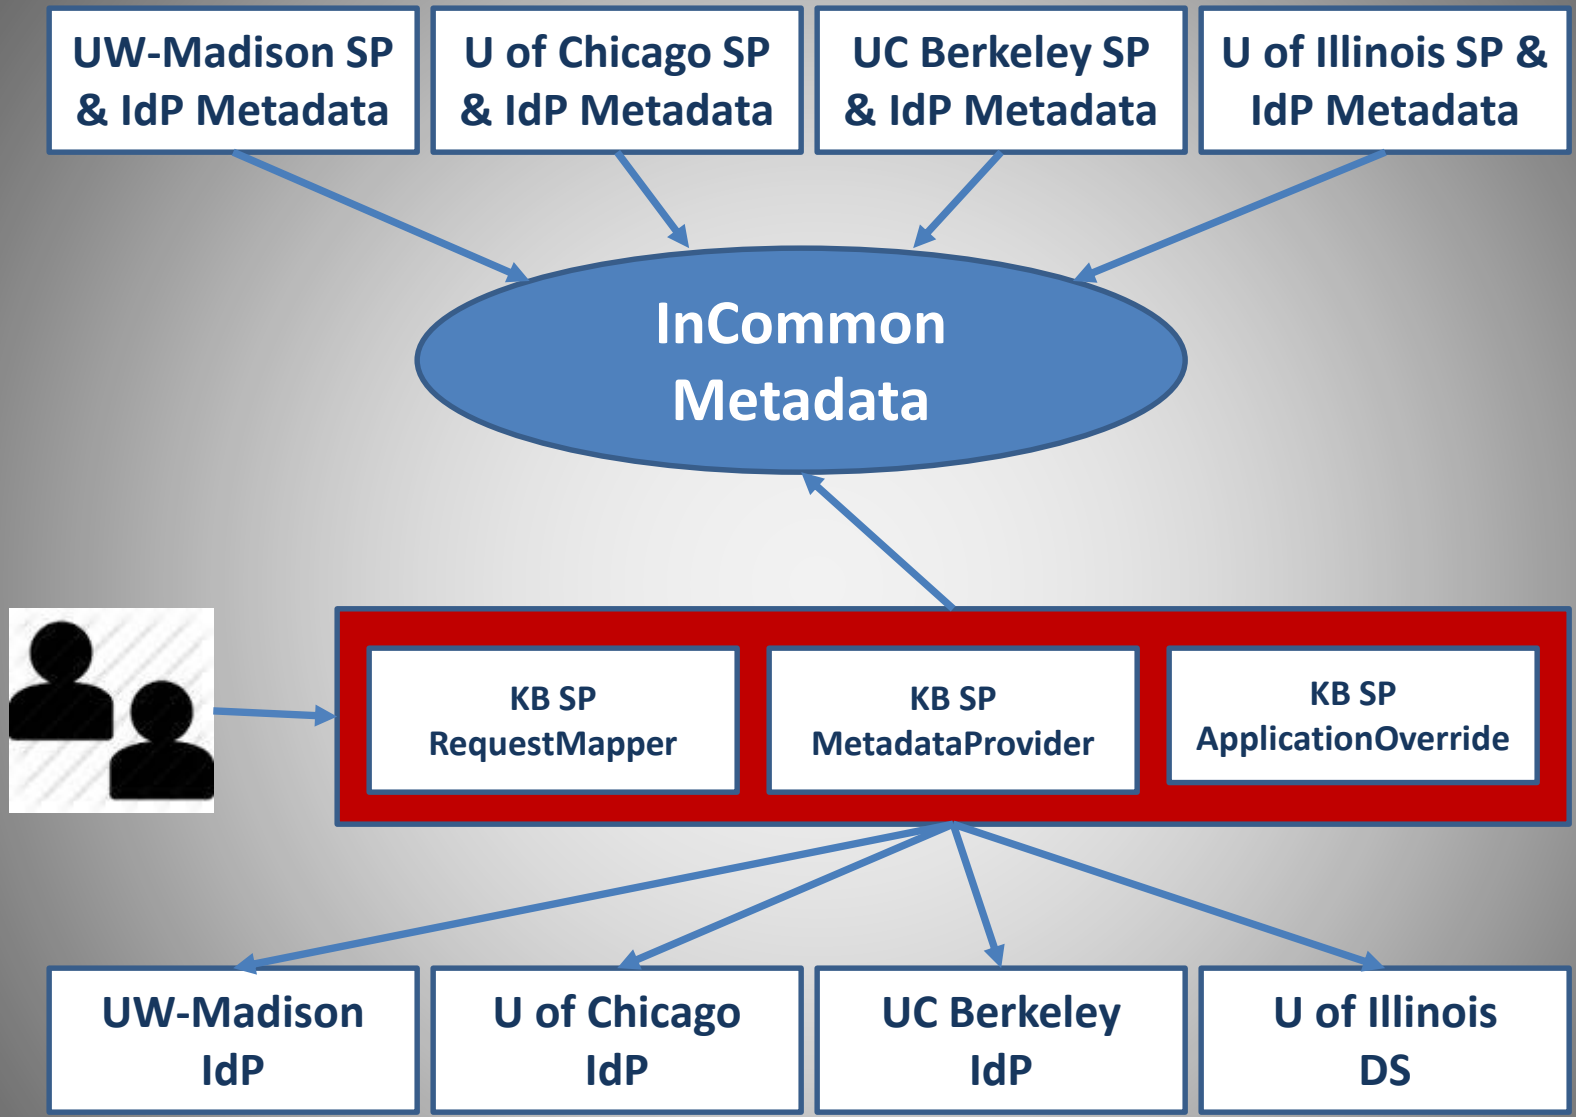 UW-Madison SP
& IdP Metadata
U of Chicago SP
& IdP Metadata
UC Berkeley SP
& IdP Metadata
U of Illinois SP &
IdP Metadata
InCommon
Metadata
KB SP
RequestMapper
KB SP
MetadataProvider
KB SP
ApplicationOverride
UW-Madison
IdP
U of Chicago
IdP
UC Berkeley
IdP
U of Illinois
DS